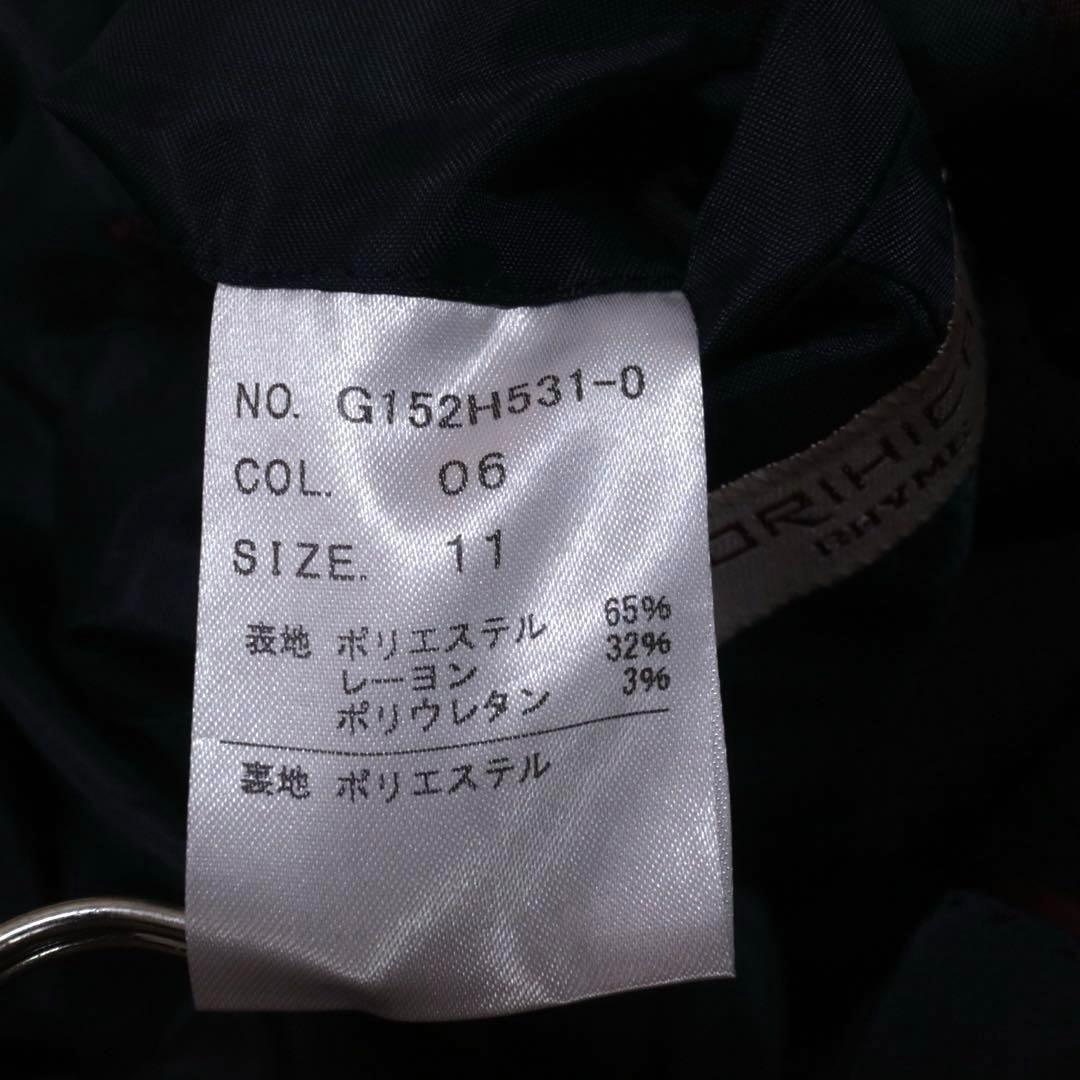 NO. G152H531-0
COL. 06
SIZE. 11
表地 ポリエステル 65%
レーヨン 32%
ポリウレタン 3%
裏地 ポリエステル